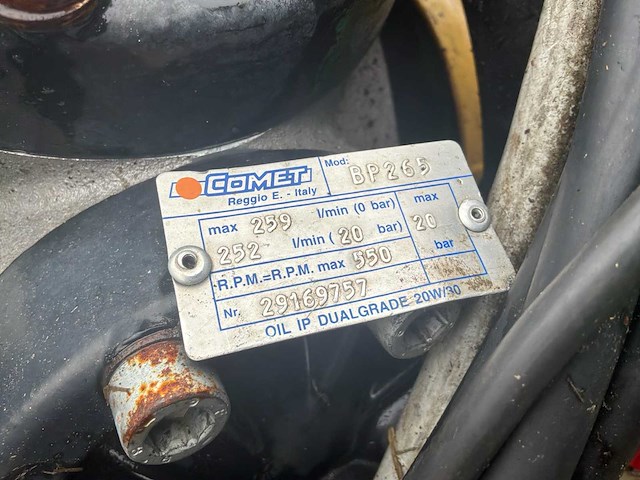 COMET Mod: BP265
Reggio E. - Italy
max 259 l/min (0 bar) max
252 l/min ( 20 bar) 20
R.P.M.=R.P.M. max 550 bar
Nr. 29169757
OIL IP DUALGRADE 20W/30